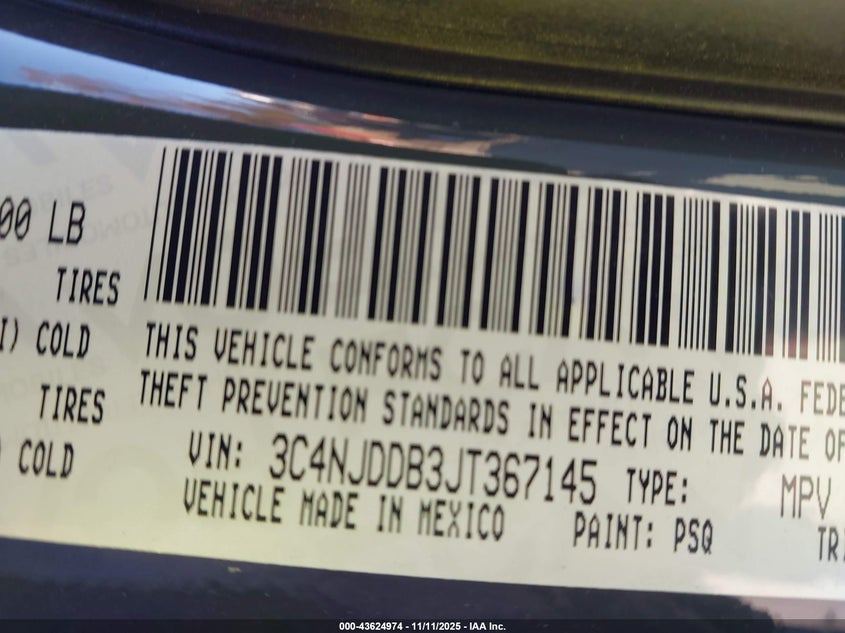 00 LB
TIRES
I) COLD
TIRES
) COLD
THIS VEHICLE CONFORMS TO ALL APPLICABLE U.S.A. FEDE
THEFT PREVENTION STANDARDS IN EFFECT ON THE DATE OF
VIN: 3C4NJDDB3JT367145 TYPE: MPV
VEHICLE MADE IN MEXICO PAINT: PSQ TRI
000-43624974 - 11/11/2025 - IAA Inc.